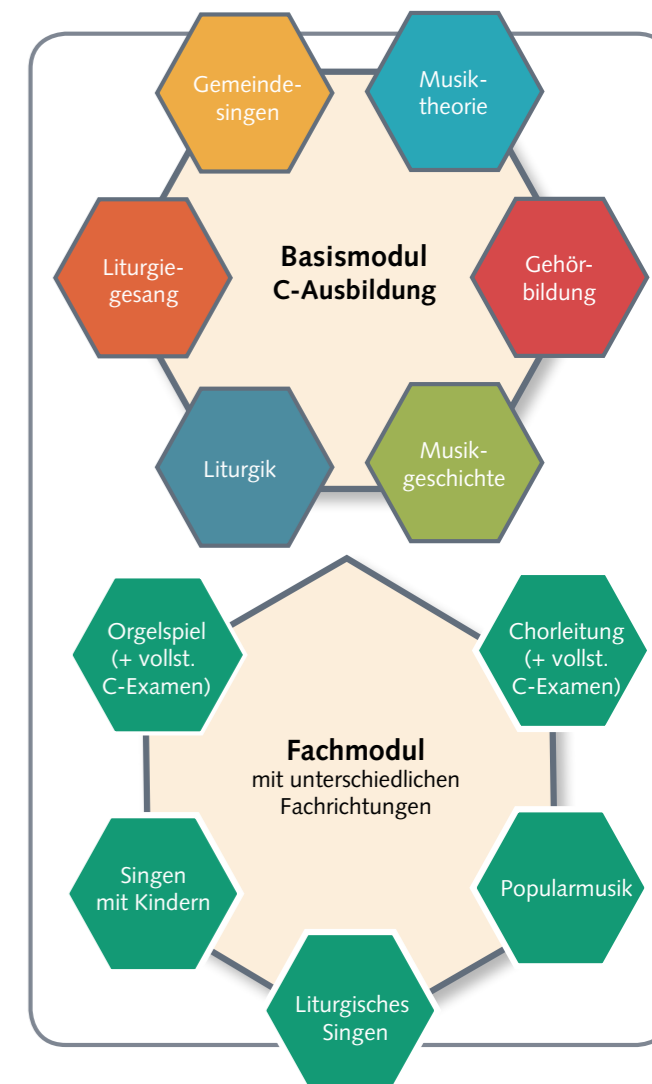 Gemeinde-
singen
Musik-
theorie
Liturgie-
gesang
Basismodul
C-Ausbildung
Gehör-
bildung
Liturgik
Musik-
geschichte
Orgelspiel
(+ vollst.
C-Examen)
Chorleitung
(+ vollst.
C-Examen)
Fachmodul
mit unterschiedlichen
Fachrichtungen
Singen
mit Kindern
Popularmusik
Liturgisches
Singen